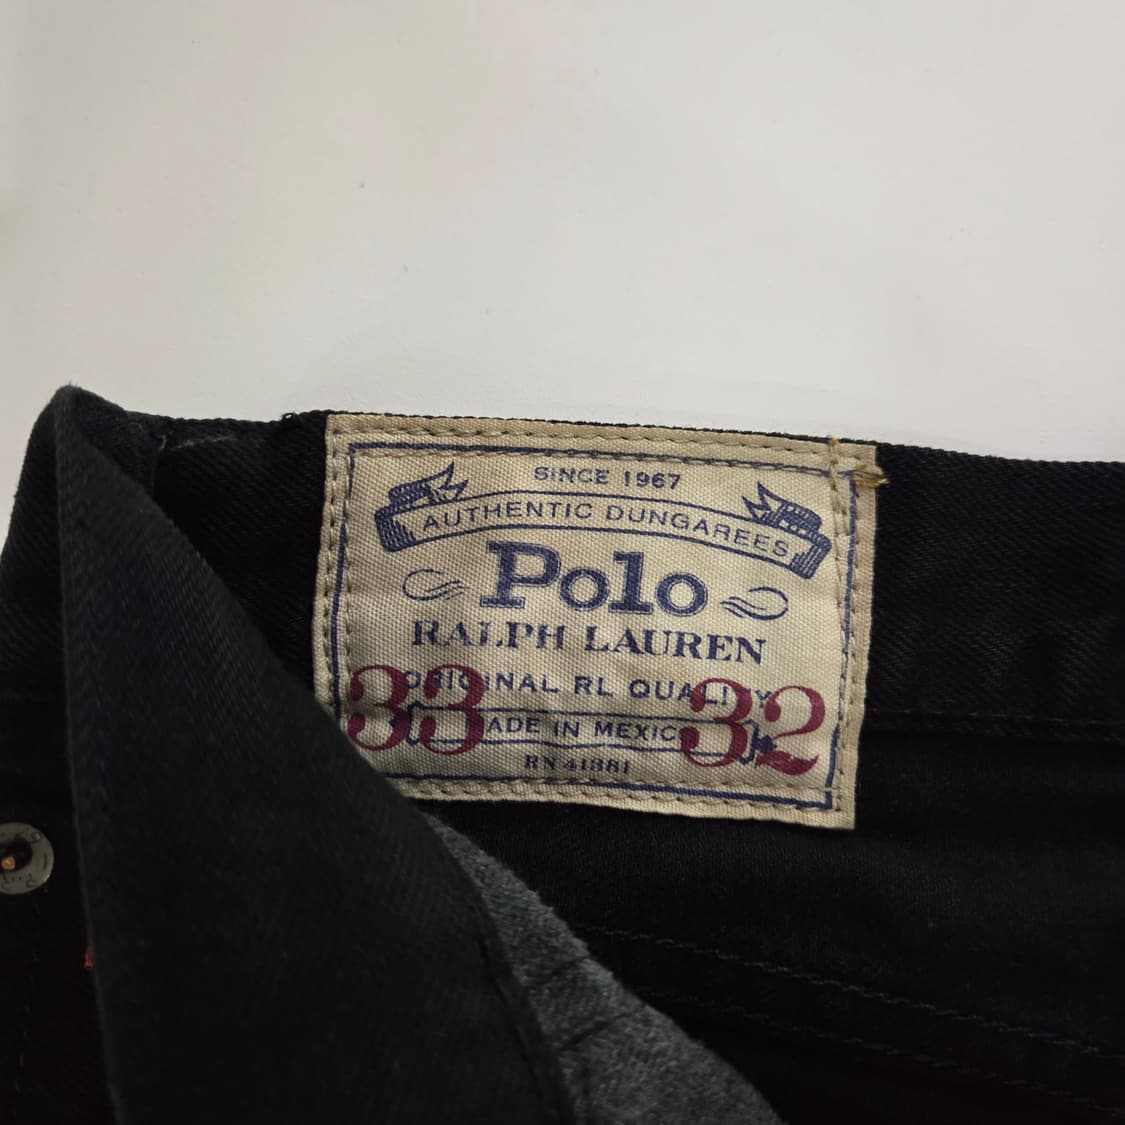 SINCE 1967
AUTHENTIC DUNGAREES
Polo
RALPH LAUREN
ORIGINAL RL QUALITY
MADE IN MEXICO
33 32
RN 41381